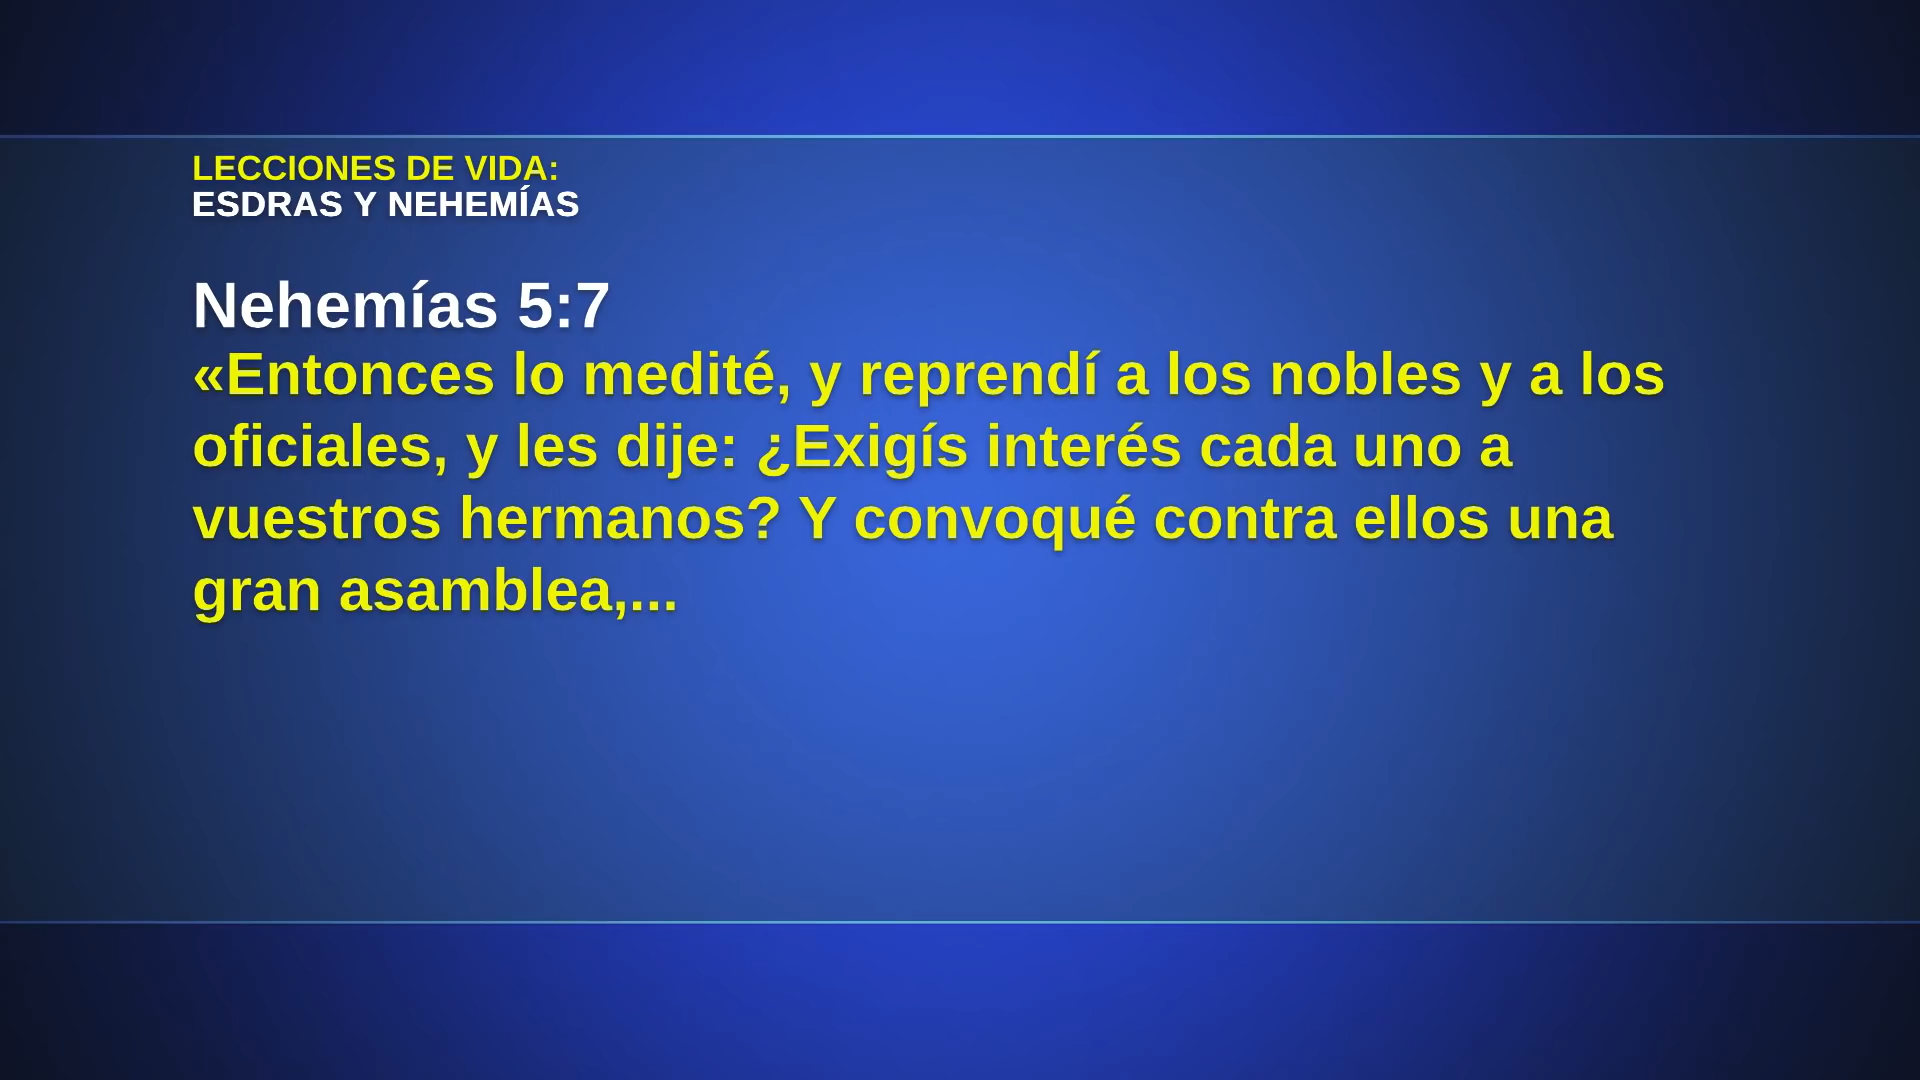 LECCIONES DE VIDA:
ESDRAS Y NEHEMÍAS
Nehemías 5:7
«Entonces lo medité, y reprendí a los nobles y a los
oficiales, y les dije: ¿Exigís interés cada uno a
vuestros hermanos? Y convoqué contra ellos una
gran asamblea,...